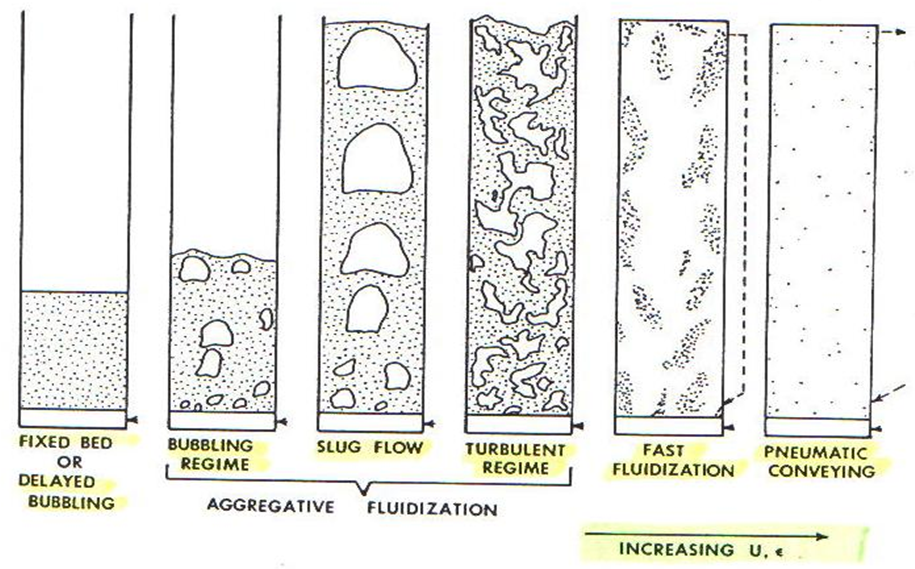 FIXED BED
OR
DELAYED
BUBBLING
BUBBLING
REGIME
SLUG FLOW
TURBULENT
REGIME
FAST
FLUIDIZATION
PNEUMATIC
CONVEYING
AGGREGATIVE FLUIDIZATION
INCREASING U, ϵ